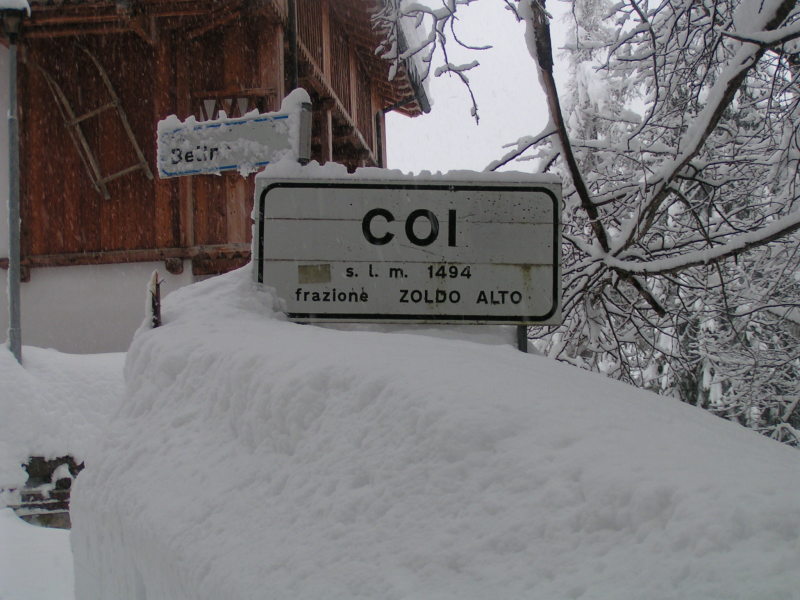 COI
s. l. m. 1494
frazione ZOLDO ALTO